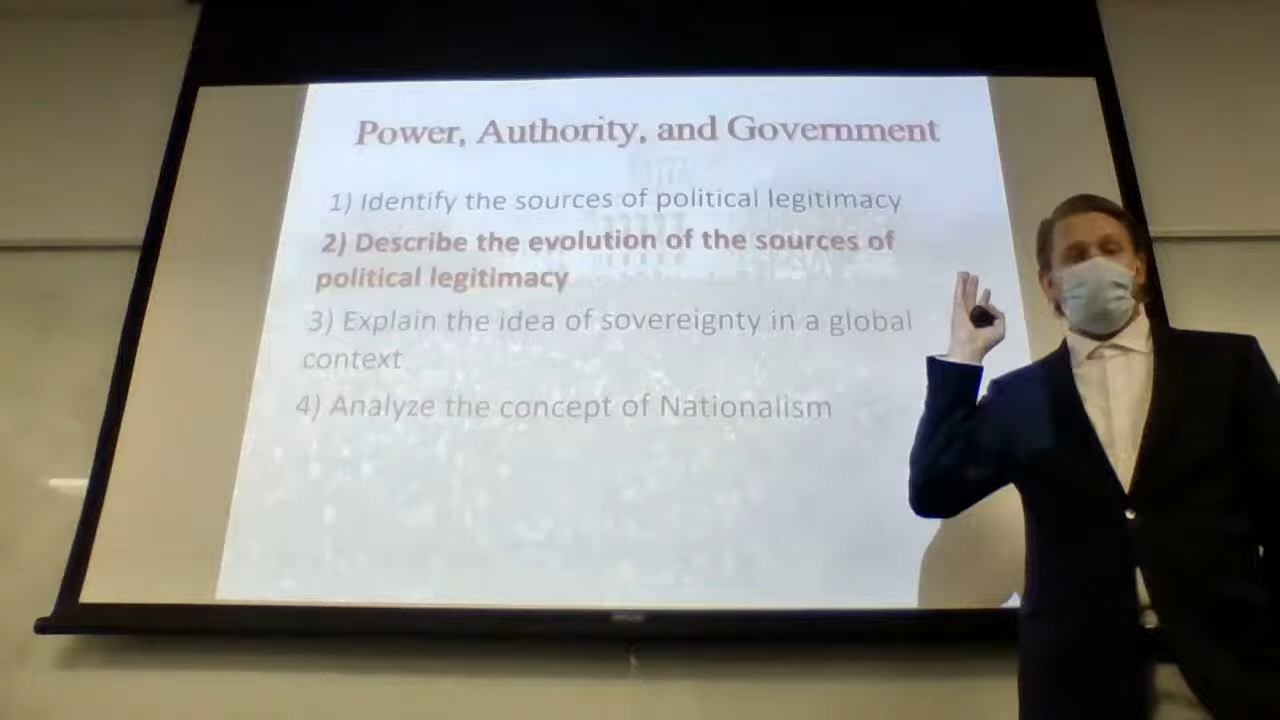 Power, Authority, and Government
1) Identify the sources of political legitimacy
2) Describe the evolution of the sources of
political legitimacy
3) Explain the idea of sovereignty in a global
context
4) Analyze the concept of Nationalism